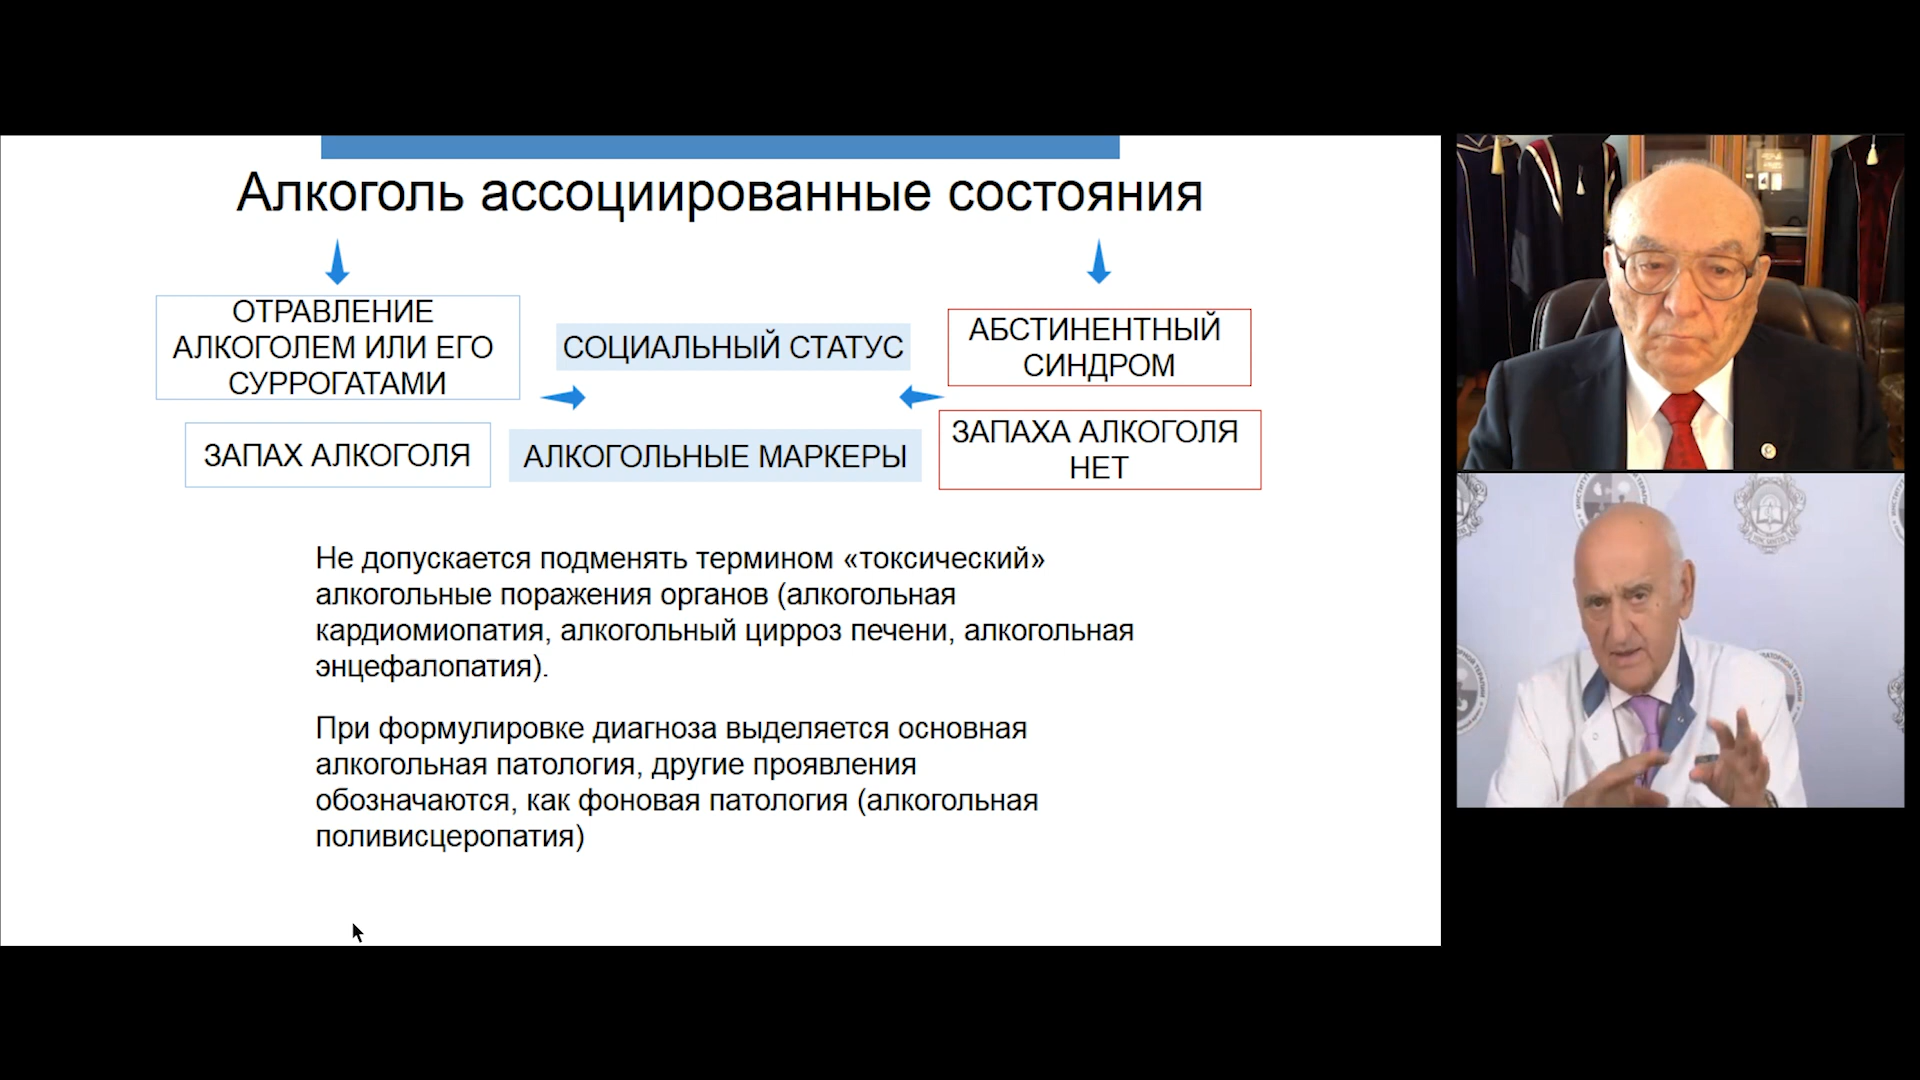 Алкоголь ассоциированные состояния
ОТРАВЛЕНИЕ
АЛКОГОЛЕМ ИЛИ ЕГО
СУРРОГАТАМИ
СОЦИАЛЬНЫЙ СТАТУС
АБСТИНЕНТНЫЙ
СИНДРОМ
ЗАПАХ АЛКОГОЛЯ
АЛКОГОЛЬНЫЕ МАРКЕРЫ
ЗАПАХА АЛКОГОЛЯ
НЕТ
Не допускается подменять термином «токсический»
алкогольные поражения органов (алкогольная
кардиомиопатия, алкогольный цирроз печени, алкогольная
энцефалопатия).
При формулировке диагноза выделяется основная
алкогольная патология, другие проявления
обозначаются, как фоновая патология (алкогольная
поливисцеропатия)